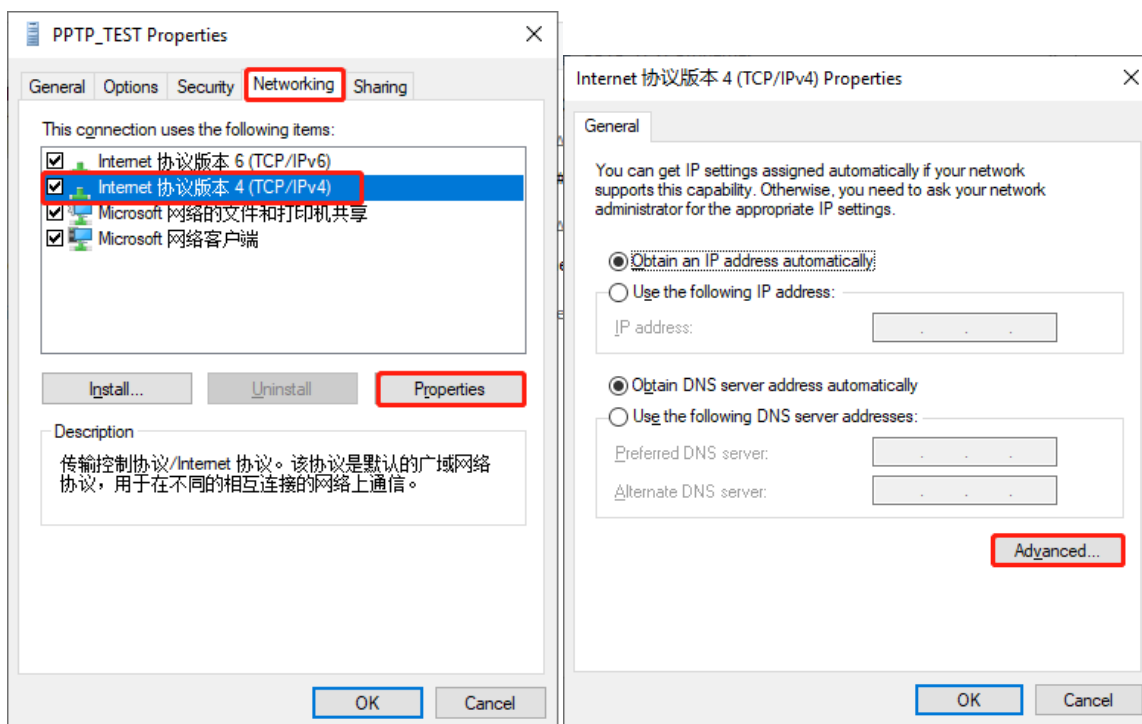 PPTP_TEST Properties
General
Options
Security
Networking
Sharing
This connection uses the following items:
Internet 协议版本 6 (TCP/IPv6)
Internet 协议版本 4 (TCP/IPv4)
Microsoft 网络的文件和打印机共享
Microsoft 网络客户端
Install...
Uninstall
Properties
Description
传输控制协议/Internet 协议。该协议是默认的广域网络
协议，用于在不同的相互连接的网络上通信。
OK
Cancel
Internet 协议版本 4 (TCP/IPv4) Properties
General
You can get IP settings assigned automatically if your network
supports this capability. Otherwise, you need to ask your network
administrator for the appropriate IP settings.
Obtain an IP address automatically
Use the following IP address:
IP address:
Obtain DNS server address automatically
Use the following DNS server addresses:
Preferred DNS server:
Alternate DNS server:
Advanced...
OK
Cancel